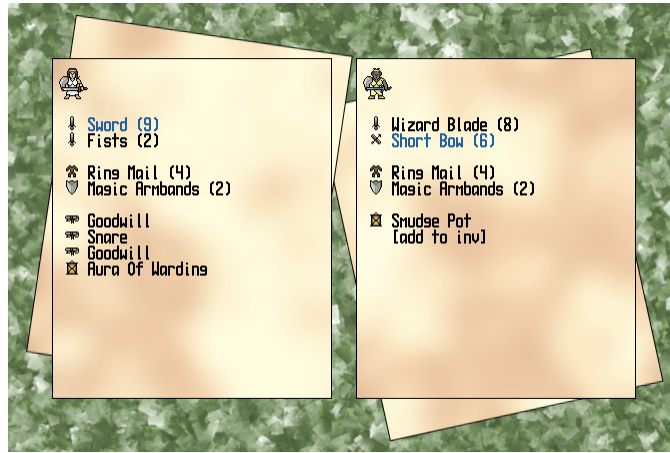 Sword (9)
Fists (2)
Ring Mail (4)
Magic Armbands (2)
Goodwill
Snare
Goodwill
Aura Of Warding
Wizard Blade (8)
Short Bow (6)
Ring Mail (4)
Magic Armbands (2)
Smudge Pot
[add to inv]